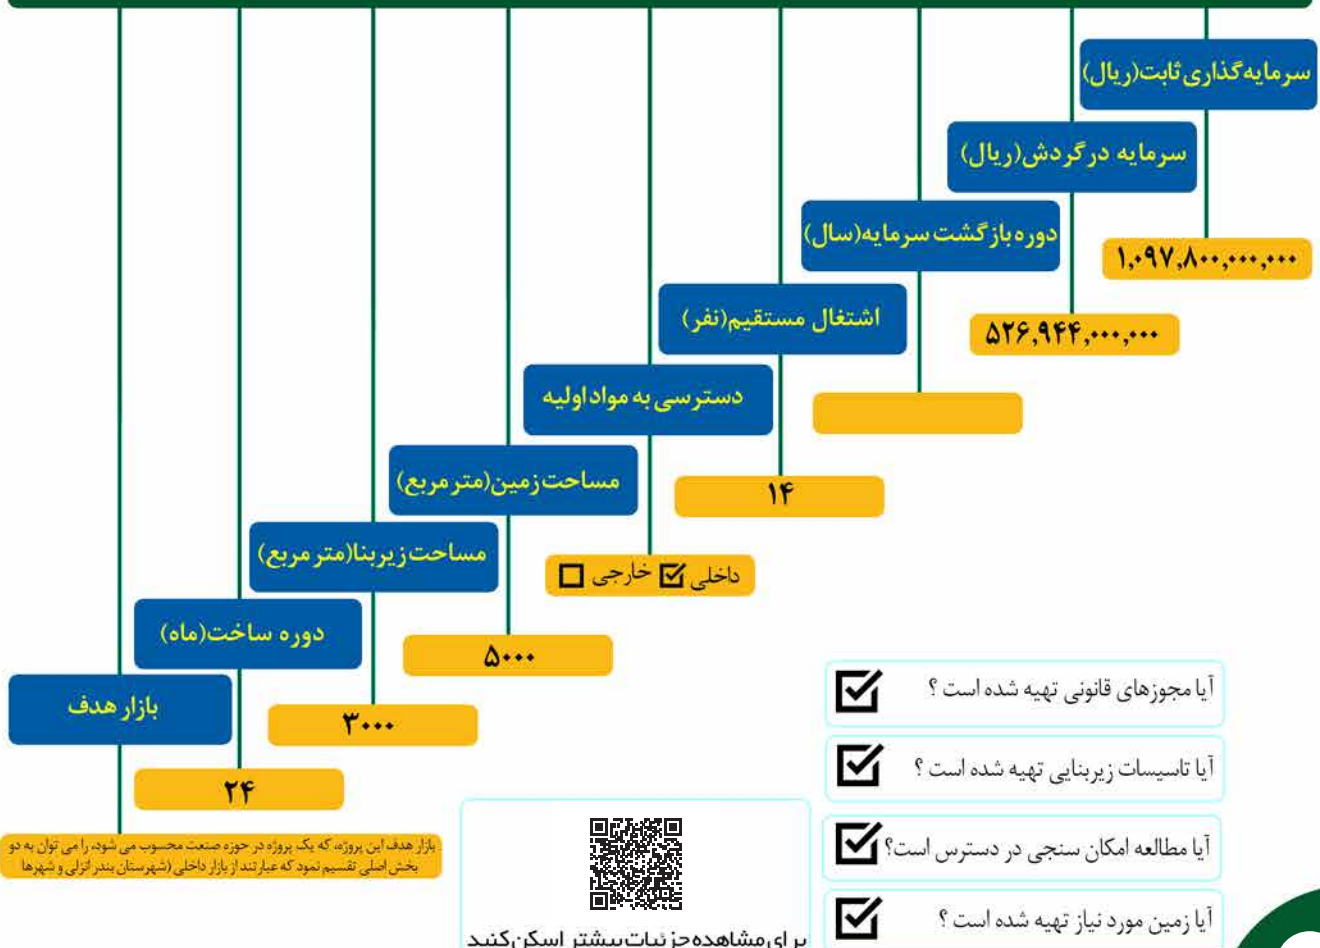 سرمایه‌گذاری ثابت(ریال)
۱,۰۹۷,۸۰۰,۰۰۰,۰۰۰
سرمایه در گردش(ریال)
۵۲۶,۹۴۴,۰۰۰,۰۰۰
دوره بازگشت سرمایه(سال)
اشتغال مستقیم(نفر)
۱۴
دسترسی به مواد اولیه
داخلی ☑ خارجی ☐
مساحت زمین(متر مربع)
۵۰۰۰
مساحت زیربنا(متر مربع)
۳۰۰۰
دوره ساخت(ماه)
۲۴
بازار هدف
بازار هدف این پروژه، که یک پروژه در حوزه صنعت محسوب می شود، را می توان به دو
بخش اصلی تقسیم نمود که عبارتند از بازار داخلی (شهرستان بندر انزلی و شهرها
آیا مجوزهای قانونی تهیه شده است ؟ ☑
آیا تاسیسات زیربنایی تهیه شده است ؟ ☑
آیا مطالعه امکان سنجی در دسترس است؟ ☑
آیا زمین مورد نیاز تهیه شده است ؟ ☑
برای مشاهده جزئیات بیشتر اسکن کنید